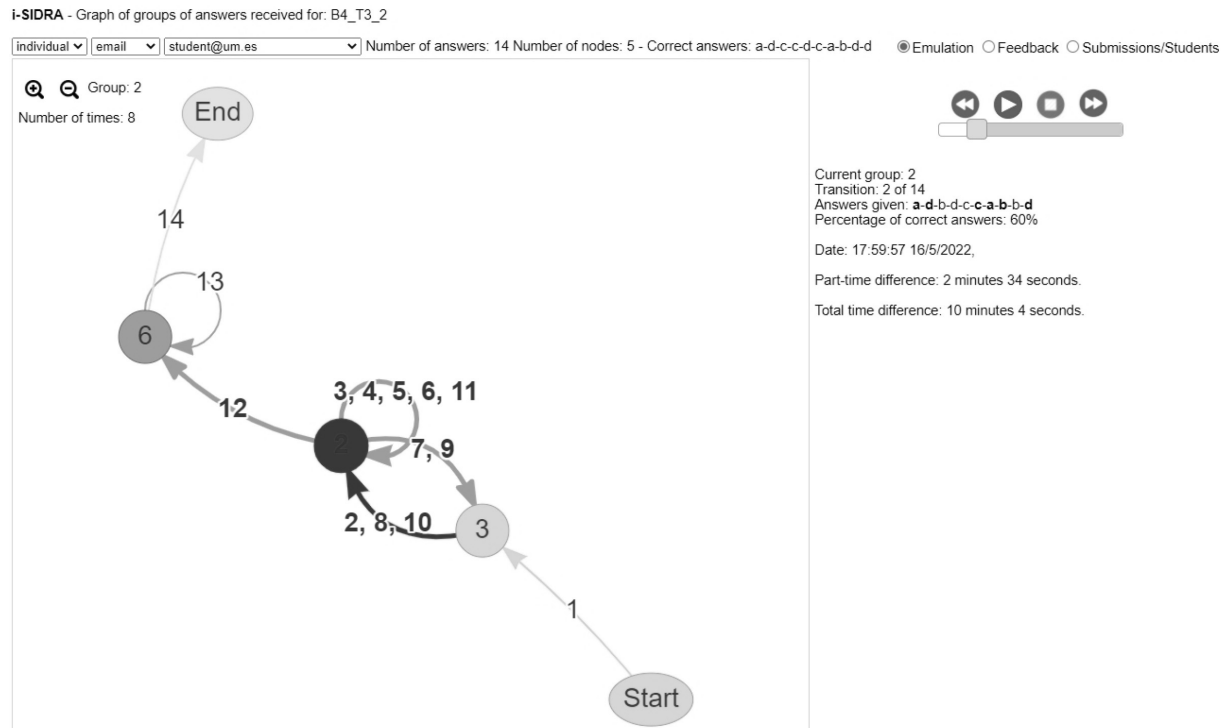 i-SIDRA - Graph of groups of answers received for: B4_T3_2
individual email student@um.es Number of answers: 14 Number of nodes: 5 - Correct answers: a-d-c-c-d-c-a-b-d-d Emulation Feedback Submissions/Students
Group: 2
Number of times: 8
End
14
13
6
3, 4, 5, 6, 11
12
2
7, 9
2, 8, 10
3
1
Start
Current group: 2
Transition: 2 of 14
Answers given: a-d-b-d-c-c-a-b-b-d
Percentage of correct answers: 60%
Date: 17:59:57 16/5/2022,
Part-time difference: 2 minutes 34 seconds.
Total time difference: 10 minutes 4 seconds.